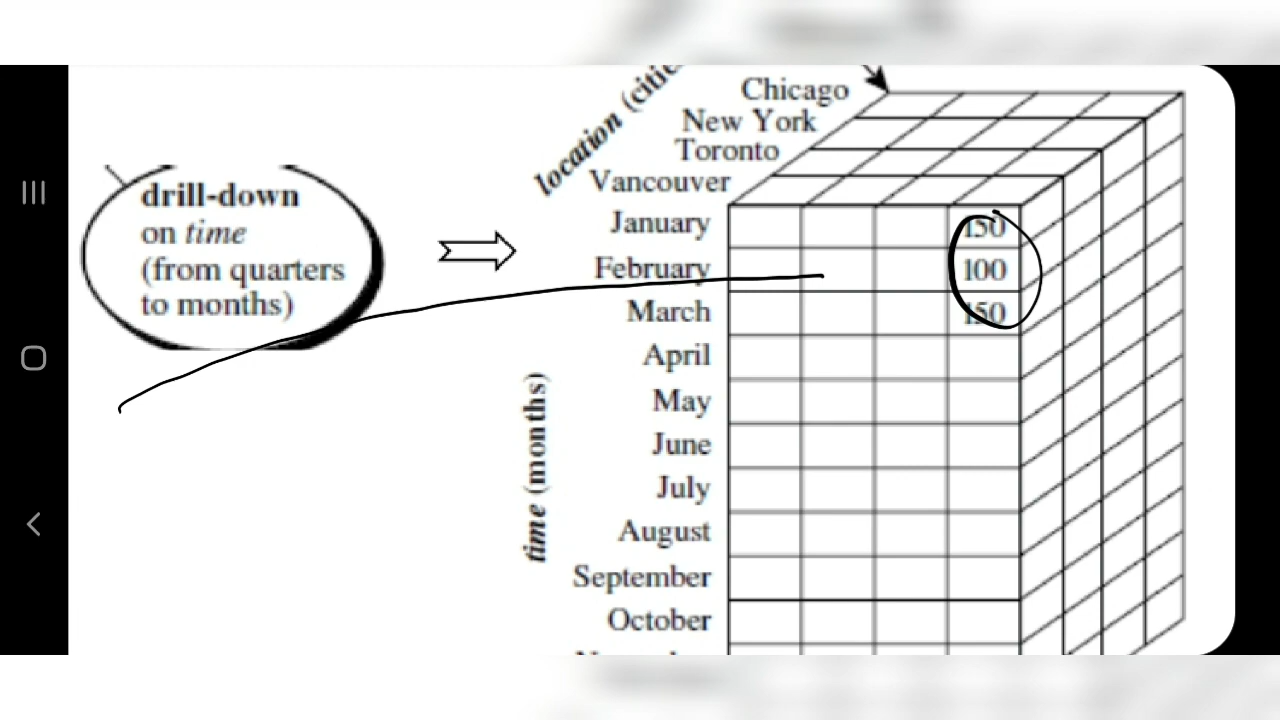 drill-down
on time
(from quarters
to months)
location
Chicago
New York
Toronto
Vancouver
January 150
February 100
March 150
April
May
June
July
August
September
October
time (months)